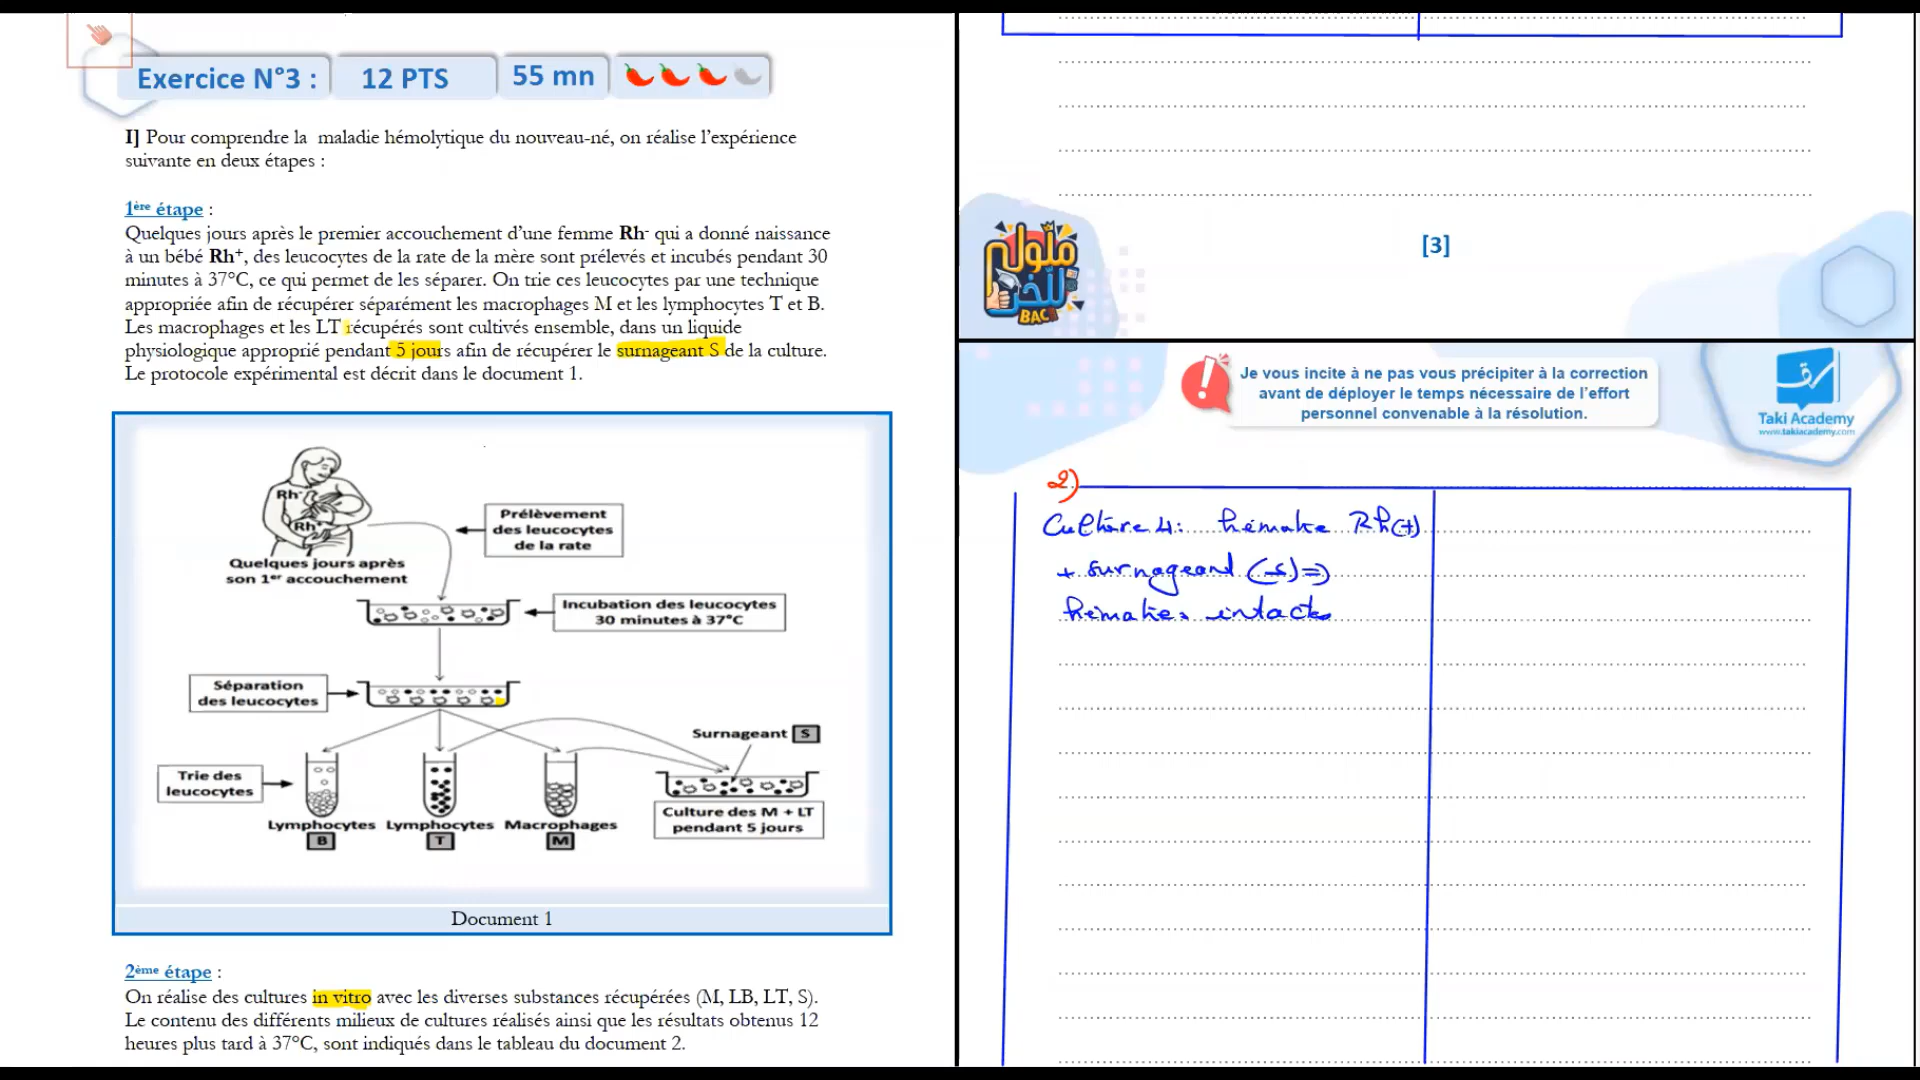 Exercice N°3 :
12 PTS
55 mn
I] Pour comprendre la maladie hémolytique du nouveau-né, on réalise l'expérience
suivante en deux étapes :
1ère étape :
Quelques jours après le premier accouchement d'une femme Rh- qui a donné naissance
à un bébé Rh+, des leucocytes de la rate de la mère sont prélevés et incubés pendant 30
minutes à 37°C, ce qui permet de les séparer. On trie ces leucocytes par une technique
appropriée afin de récupérer séparément les macrophages M et les lymphocytes T et B.
Les macrophages et les LT récupérés sont cultivés ensemble, dans un liquide
physiologique approprié pendant 5 jours afin de récupérer le surnageant S de la culture.
Le protocole expérimental est décrit dans le document 1.
Rh-
Rh+
Quelques jours après
son 1er accouchement
Prélèvement
des leucocytes
de la rate
Incubation des leucocytes
30 minutes à 37°C
Séparation
des leucocytes
Surnageant S
Trie des
leucocytes
Culture des M + LT
pendant 5 jours
Lymphocytes Lymphocytes Macrophages
B T M
Document 1
2ème étape :
On réalise des cultures in vitro avec les diverses substances récupérées (M, LB, LT, S).
Le contenu des différents milieux de cultures réalisés ainsi que les résultats obtenus 12
heures plus tard à 37°C, sont indiqués dans le tableau du document 2.
متولم
للآخر
BAC
[3]
Je vous incite à ne pas vous précipiter à la correction
avant de déployer le temps nécessaire de l'effort
personnel convenable à la résolution.
Taki Academy
www.takiacademy.com
2)
Culture 4: hématie Rh(+)
+ surnageant (S) ⇒
hématies intactes